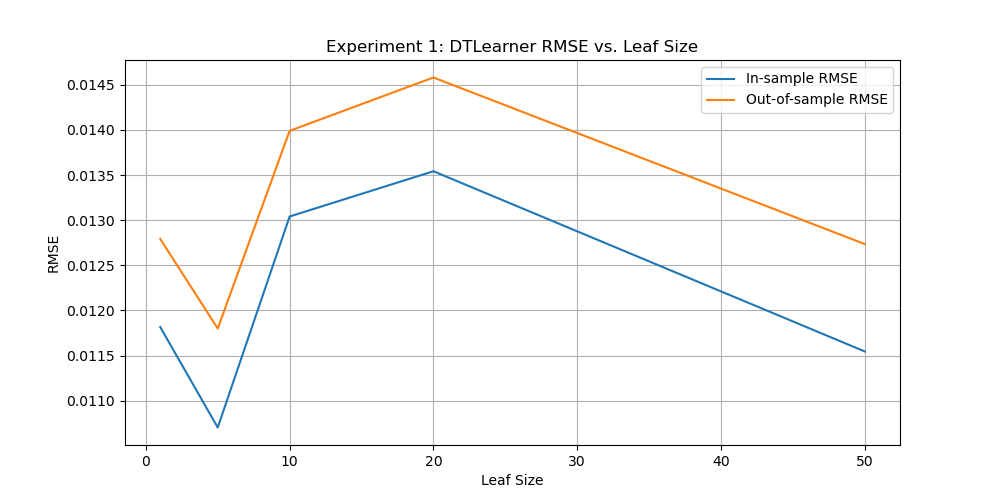 Experiment 1: DTLearner RMSE vs. Leaf Size
In-sample RMSE
Out-of-sample RMSE
RMSE
0.0145
0.0140
0.0135
0.0130
0.0125
0.0120
0.0115
0.0110
0 10 20 30 40 50
Leaf Size